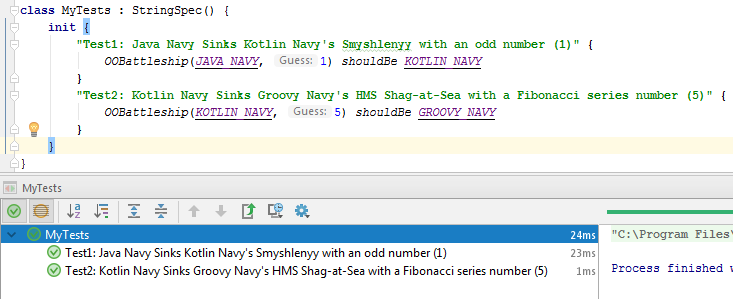 class MyTests : StringSpec() {
init {
"Test1: Java Navy Sinks Kotlin Navy's Smyshlenyy with an odd number (1)" {
OOBattleship(JAVA_NAVY, Guess: 1) shouldBe KOTLIN_NAVY
}
"Test2: Kotlin Navy Sinks Groovy Navy's HMS Shag-at-Sea with a Fibonacci series number (5)" {
OOBattleship(KOTLIN_NAVY, Guess: 5) shouldBe GROOVY_NAVY
}
}
}
MyTests
MyTests 24ms "C:\Program Files\
Test1: Java Navy Sinks Kotlin Navy's Smyshlenyy with an odd number (1) 23ms
Test2: Kotlin Navy Sinks Groovy Navy's HMS Shag-at-Sea with a Fibonacci series number (5) 1ms Process finished